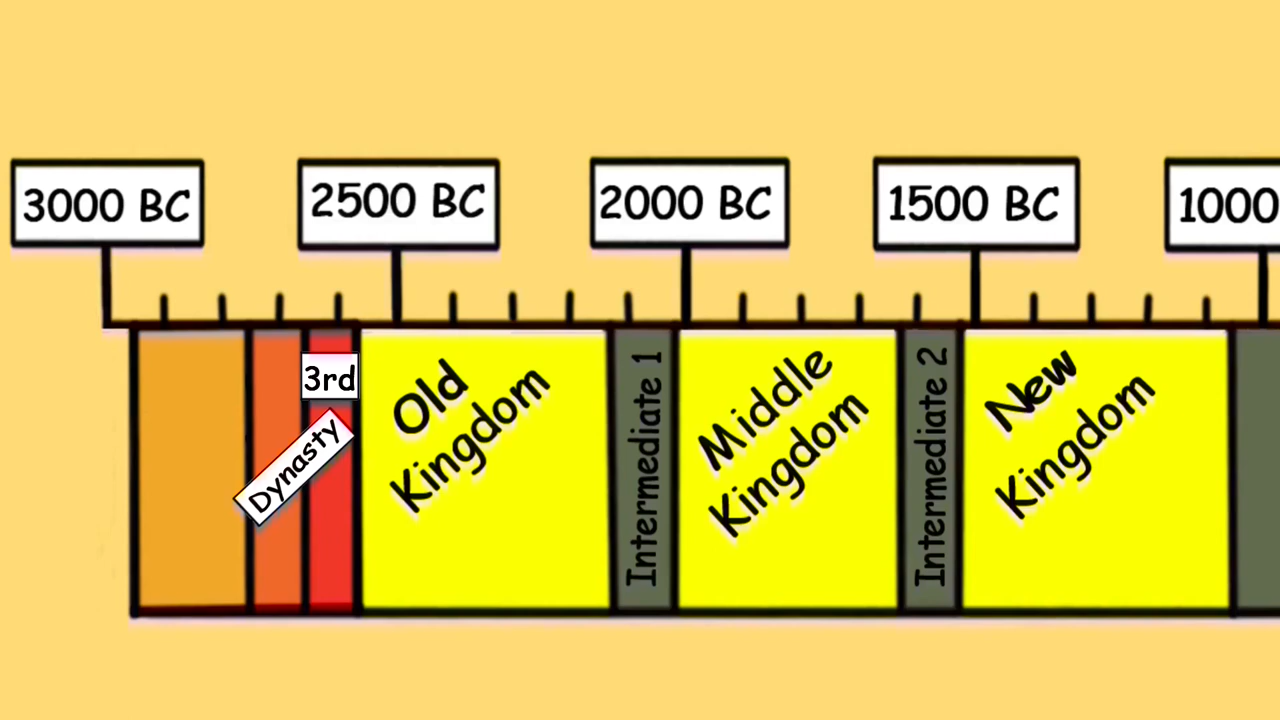 3000 BC
2500 BC
2000 BC
1500 BC
1000
3rd
Dynasty
Old
Kingdom
Intermediate 1
Middle
Kingdom
Intermediate 2
New
Kingdom